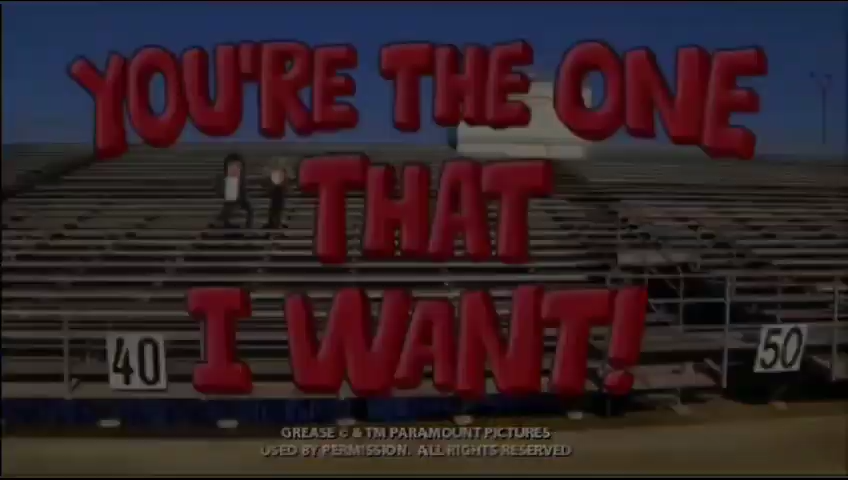 YOU'RE THE ONE
THAT
I WANT!
40
50
GREASE © & TM PARAMOUNT PICTURES
USED BY PERMISSION. ALL RIGHTS RESERVED